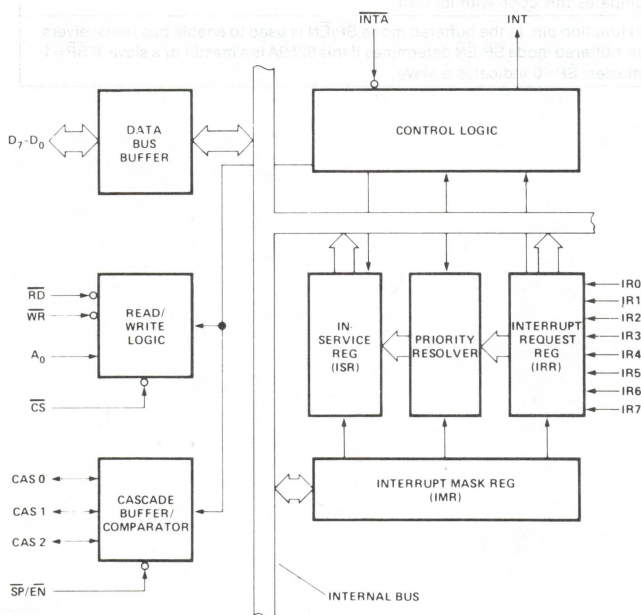 INTA
INT
D7-D0
DATA
BUS
BUFFER
CONTROL LOGIC
RD
WR
A0
CS
READ/
WRITE
LOGIC
IN-
SERVICE
REG
(ISR)
PRIORITY
RESOLVER
INTERRUPT
REQUEST
REG
(IRR)
IR0
IR1
IR2
IR3
IR4
IR5
IR6
IR7
CAS 0
CAS 1
CAS 2
SP/EN
CASCADE
BUFFER/
COMPARATOR
INTERRUPT MASK REG
(IMR)
INTERNAL BUS